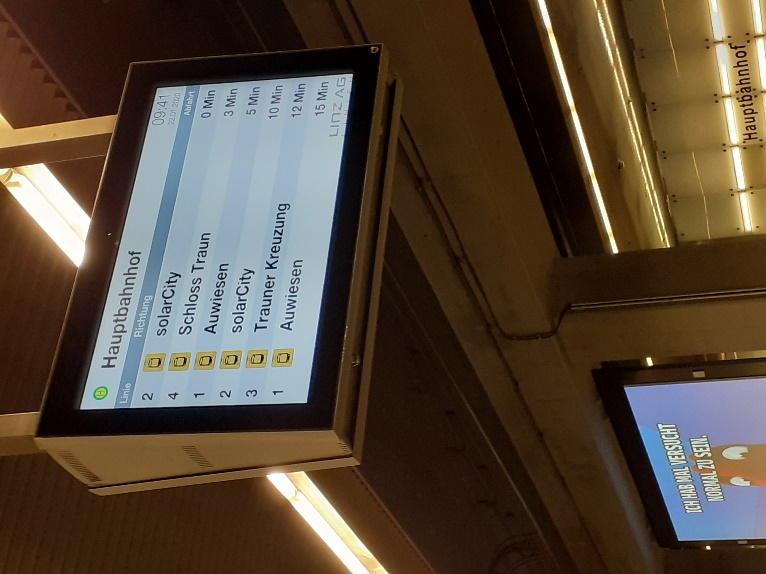 Hauptbahnhof 09:41
22.01.2020
Linie Richtung Abfahrt
2 solarCity 0 Min
4 Schloss Traun 3 Min
1 Auwiesen 5 Min
2 solarCity 10 Min
3 Trauner Kreuzung 12 Min
1 Auwiesen 15 Min
LINZ AG
Hauptbahnhof
ICH HAB MAL VERSUCHT
NORMAL ZU SEIN.